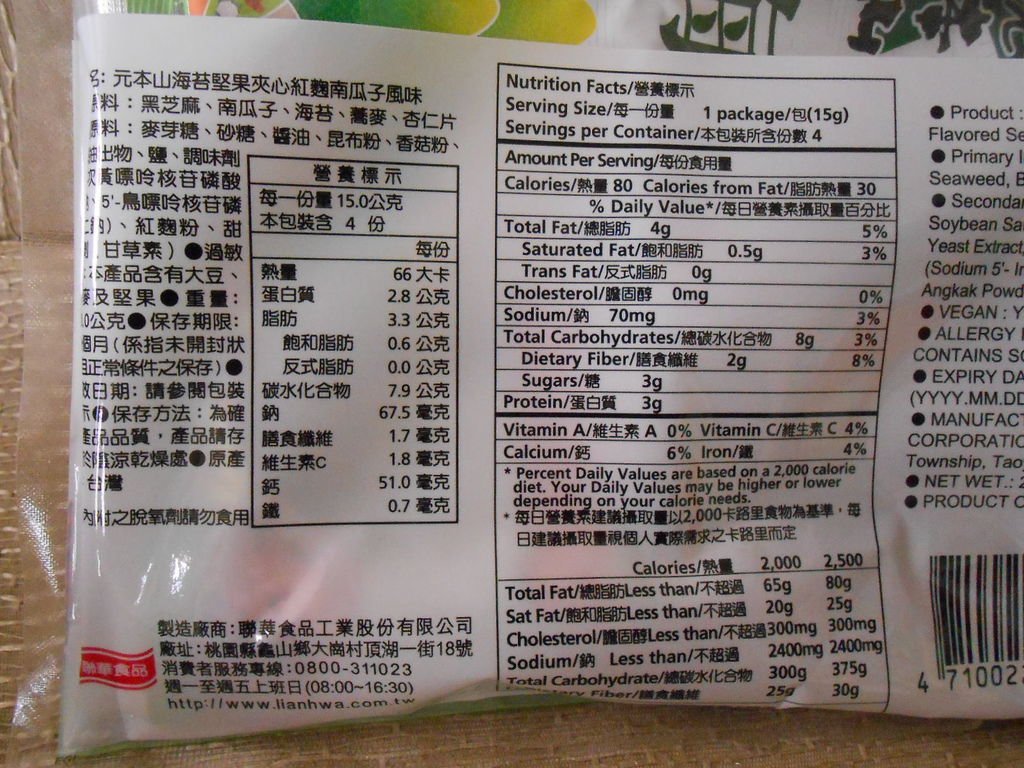 名: 元本山海苔堅果夾心紅麴南瓜子風味
料：黑芝麻、南瓜子、海苔、蕎麥、杏仁片
料：麥芽糖、砂糖、醬油、昆布粉、香菇粉、
抽出物、鹽、調味劑
次黃嘌呤核苷磷酸
5'-鳥嘌呤核苷磷
鈉)、紅麴粉、甜
甘草素)●過敏
本產品含有大豆、
及堅果●重量:
0公克●保存期限:
個月(係指未開封狀
且正常條件之保存)●
效日期: 請參閱包裝
示●保存方法：為確
產品品質，產品請存
於陰涼乾燥處●原產
台灣
內附之脫氧劑請勿食用
營養標示
每一份量 15.0公克
本包裝含 4 份
每份
熱量 66 大卡
蛋白質 2.8 公克
脂肪 3.3 公克
飽和脂肪 0.6 公克
反式脂肪 0.0 公克
碳水化合物 7.9 公克
鈉 67.5 毫克
膳食纖維 1.7 毫克
維生素C 1.8 毫克
鈣 51.0 毫克
鐵 0.7 毫克
聯華食品
製造廠商:聯華食品工業股份有限公司
廠址:桃園縣龜山鄉大崗村頂湖一街18號
消費者服務專線:0800-311023
週一至週五上班日(08:00~16:30)
http://www.lianhwa.com.tw
Nutrition Facts/營養標示
Serving Size/每一份量 1 package/包(15g)
Servings per Container/本包裝所含份數 4
Amount Per Serving/每份食用量
Calories/熱量 80 Calories from Fat/脂肪熱量 30
% Daily Value*/每日營養素攝取量百分比
Total Fat/總脂肪 4g 5%
Saturated Fat/飽和脂肪 0.5g 3%
Trans Fat/反式脂肪 0g
Cholesterol/膽固醇 0mg 0%
Sodium/鈉 70mg 3%
Total Carbohydrates/總碳水化合物 8g 3%
Dietary Fiber/膳食纖維 2g 8%
Sugars/糖 3g
Protein/蛋白質 3g
Vitamin A/維生素 A 0% Vitamin C/維生素 C 4%
Calcium/鈣 6% Iron/鐵 4%
* Percent Daily Values are based on a 2,000 calorie
diet. Your Daily Values may be higher or lower
depending on your calorie needs.
* 每日營養素建議攝取量以2,000卡路里食物為基準，每
日建議攝取量視個人實際需求之卡路里而定
Calories/熱量 2,000 2,500
Total Fat/總脂肪Less than/不超過 65g 80g
Sat Fat/飽和脂肪Less than/不超過 20g 25g
Cholesterol/膽固醇Less than/不超過300mg 300mg
Sodium/鈉 Less than/不超過 2400mg 2400mg
Total Carbohydrate/總碳水化合物 300g 375g
Fiber/膳食纖維 25g 30g
● Product :
Flavored Se
● Primary I
Seaweed, B
● Secondar
Soybean Sa
Yeast Extract,
(Sodium 5'- In
Angkak Powd
● VEGAN : Y
● ALLERGY I
CONTAINS SO
● EXPIRY DA
(YYYY.MM.DD
● MANUFACT
CORPORATIO
Township, Tao
● NET WET.: 2
● PRODUCT O
4 71002